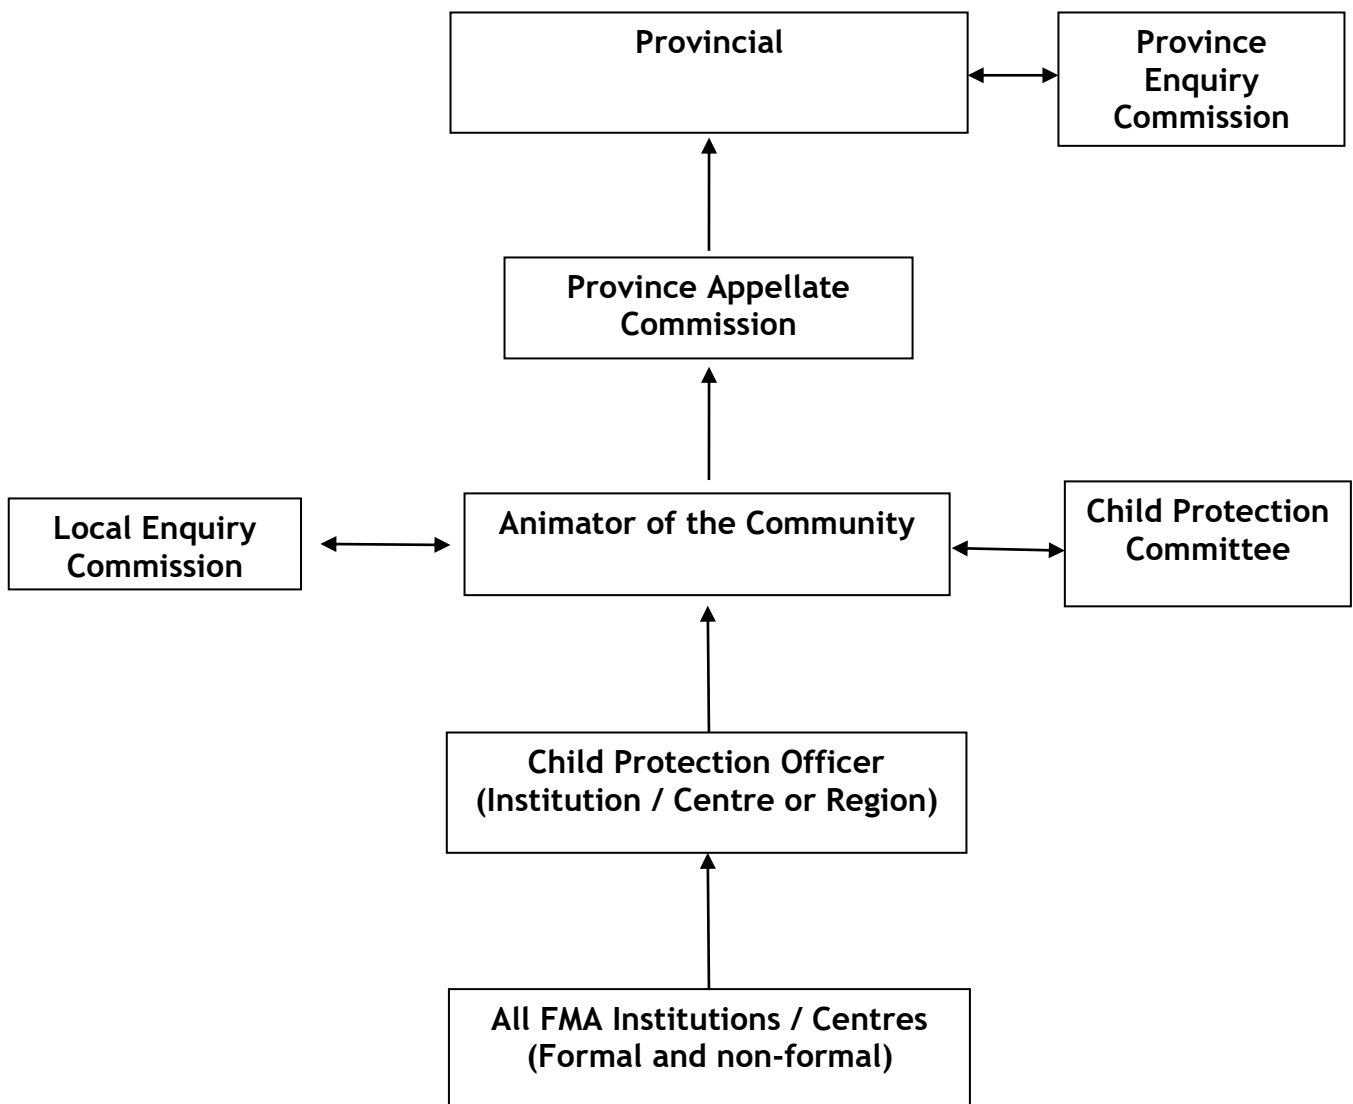 Provincial
Province
Enquiry
Commission
Province Appellate
Commission
Local Enquiry
Commission
Animator of the Community
Child Protection
Committee
Child Protection Officer
(Institution / Centre or Region)
All FMA Institutions / Centres
(Formal and non-formal)